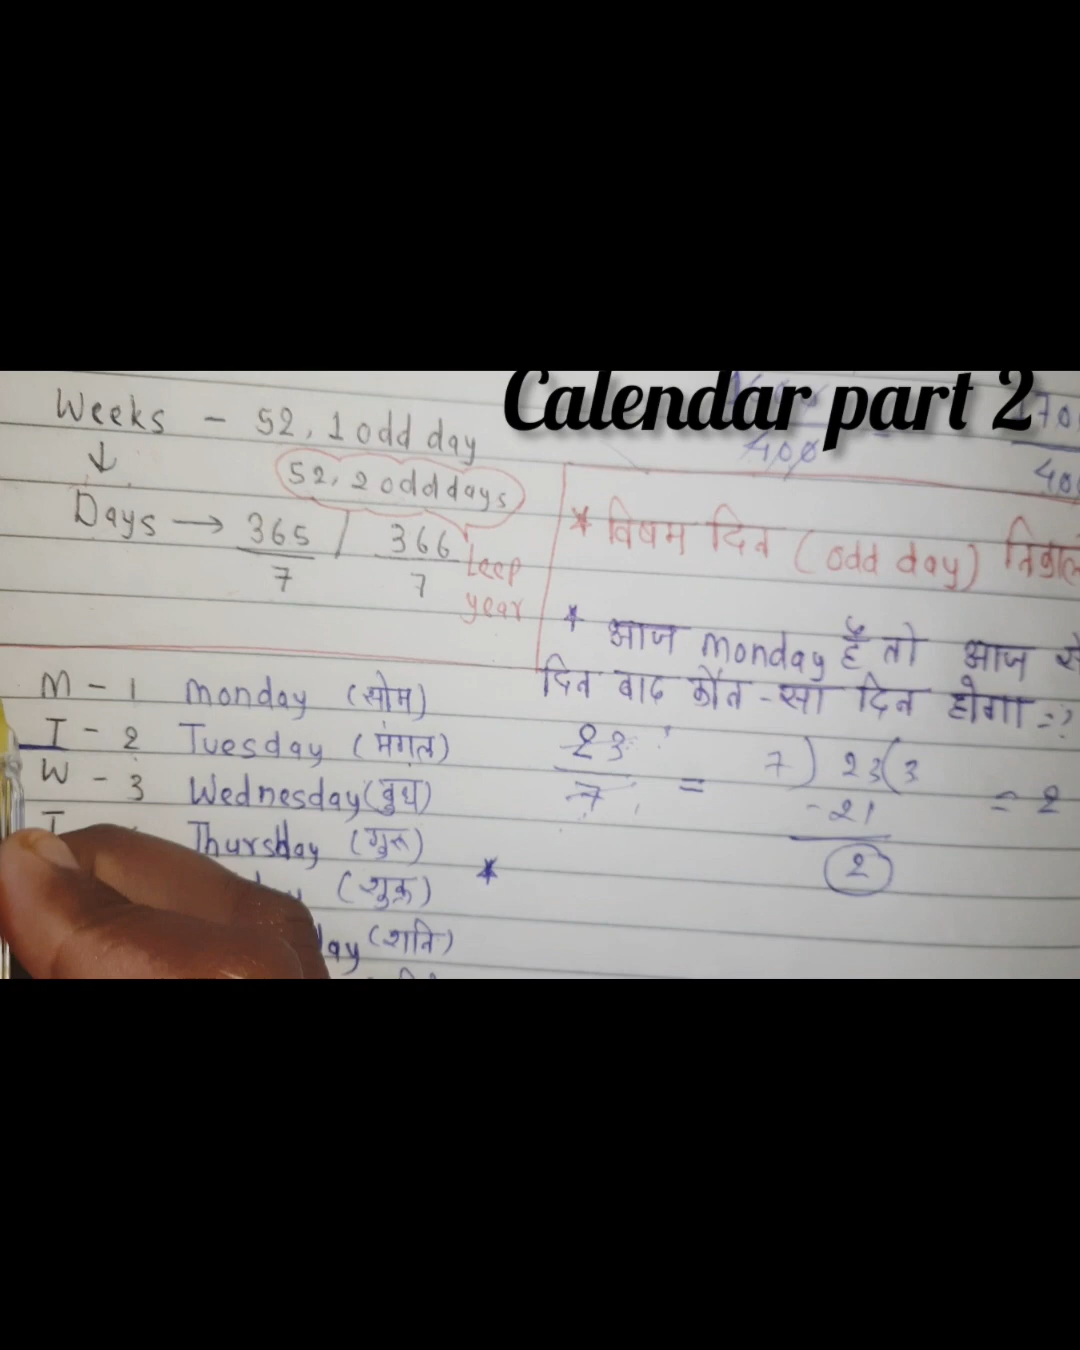 Calendar part 2
Weeks - 52, 1 odd day
52, 2 odd days
Days → 365/7 / 366/7 Leep year
400
40
* विषम दिन (odd day)
* आज monday हैं तो आज
दिन बाद कौन-सा दिन होगा=?
23/7 = 7) 23(3 = 2
-21
2
M - 1 monday (सोम)
T - 2 Tuesday (मंगल)
W - 3 Wednesday (बुध)
T Thursday (गुरु)
(शुक्र)
*
ay (शनि)